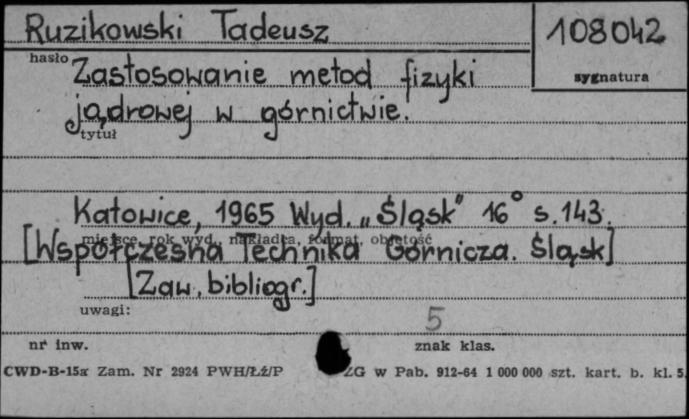 Ruzikowski Tadeusz
108042
hasło
sygnatura
Zastosowanie metod fizyki
jądrowej w górnictwie.
tytuł
Katowice, 1965 Wyd. „Śląsk" 16° s. 143.
miejsce, rok wyd., nakładca, format, objętość
[Współczesna Technika Górnicza. Śląsk]
[Zaw. bibliogr.]
uwagi:
5
nr inw.
znak klas.
CWD-B-15a Zam. Nr 2924 PWH/Łź/P ZG w Pab. 912-64 1 000 000 szt. kart. b. kl. 5